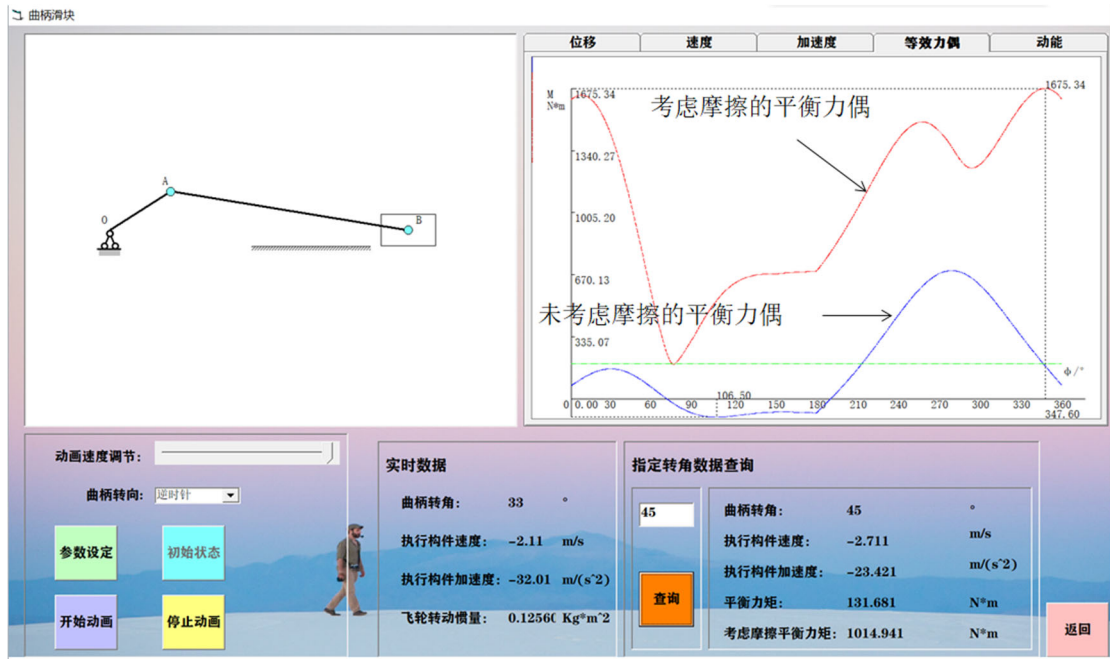 曲柄滑块
位移 速度 加速度 等效力偶 动能
M
N*m
1675.34
1675.34
考虑摩擦的平衡力偶
1340.27
1005.20
670.13
未考虑摩擦的平衡力偶
335.07
Φ/°
106.50
0 0.00 30 60 90 120 150 180 210 240 270 300 330 360
347.60
A
O
B
动画速度调节:
曲柄转向: 逆时针
参数设定 初始状态
开始动画 停止动画
实时数据
曲柄转角: 33 °
执行构件速度: -2.11 m/s
执行构件加速度: -32.01 m/(s^2)
飞轮转动惯量: 0.1256( Kg*m^2
指定转角数据查询
45
查询
曲柄转角: 45 °
执行构件速度: -2.711 m/s
执行构件加速度: -23.421 m/(s^2)
平衡力矩: 131.681 N*m
考虑摩擦平衡力矩: 1014.941 N*m
返回